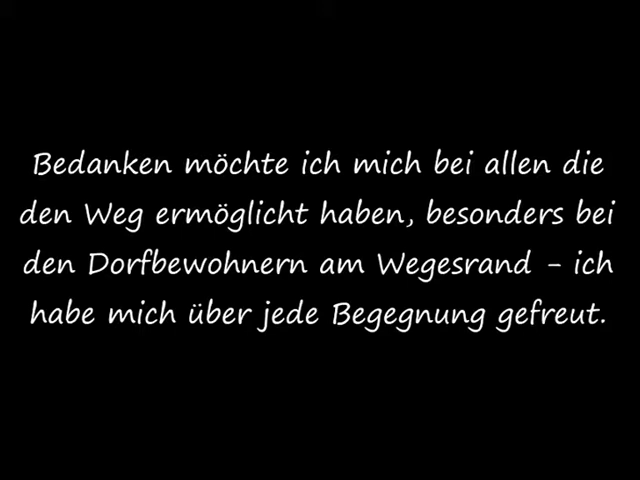 Bedanken möchte ich mich bei allen die
den Weg ermöglicht haben, besonders bei
den Dorfbewohnern am Wegesrand - ich
habe mich über jede Begegnung gefreut.